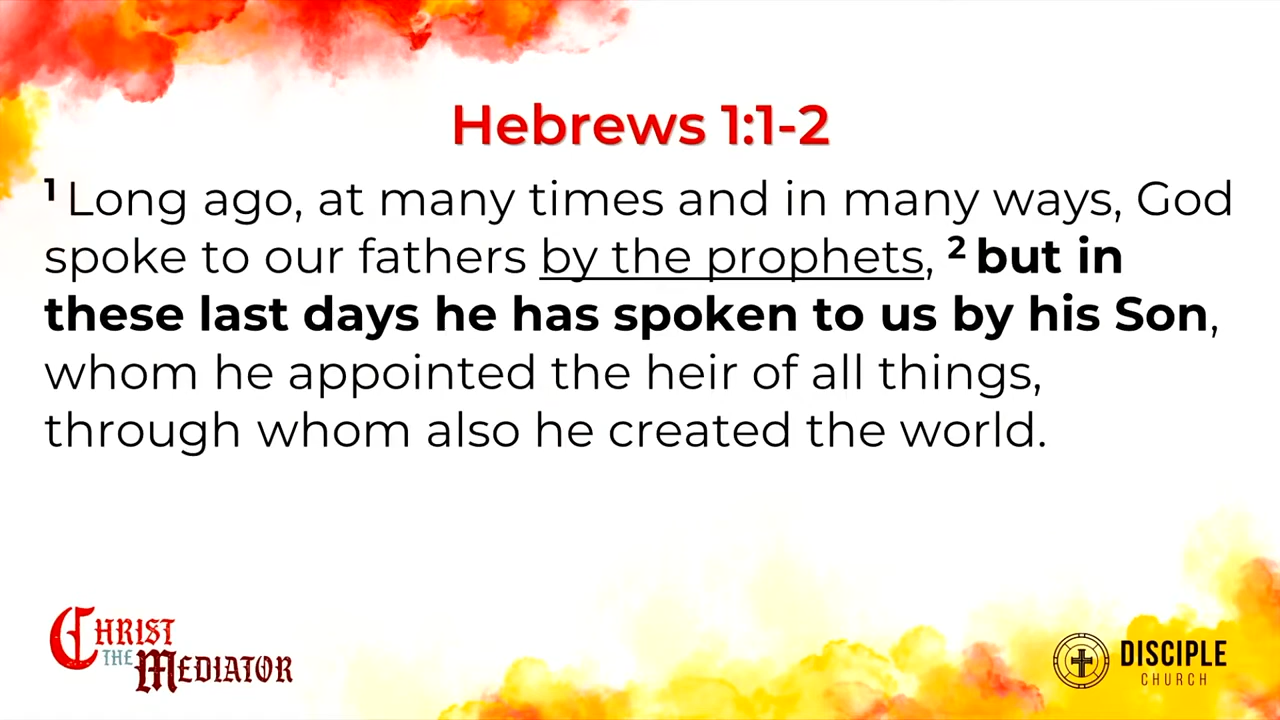 Hebrews 1:1-2
¹ Long ago, at many times and in many ways, God
spoke to our fathers by the prophets, ² but in
these last days he has spoken to us by his Son,
whom he appointed the heir of all things,
through whom also he created the world.
CHRIST
THE MEDIATOR
DISCIPLE
CHURCH